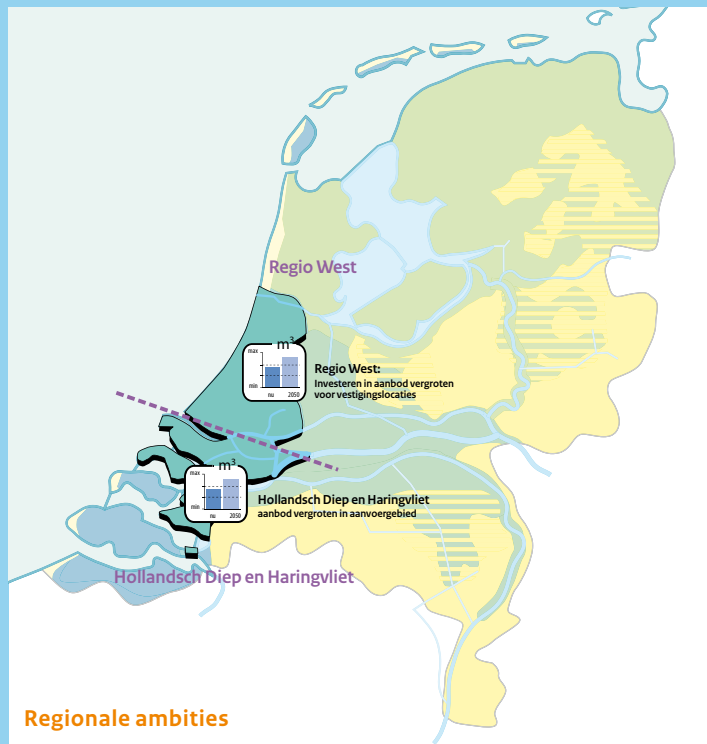 Regio West
m³
max
min
nu 2050
Regio West:
Investeren in aanbod vergroten
voor vestigingslocaties
m³
max
min
nu 2050
Hollandsch Diep en Haringvliet
aanbod vergroten in aanvoergebied
Hollandsch Diep en Haringvliet
Regionale ambities